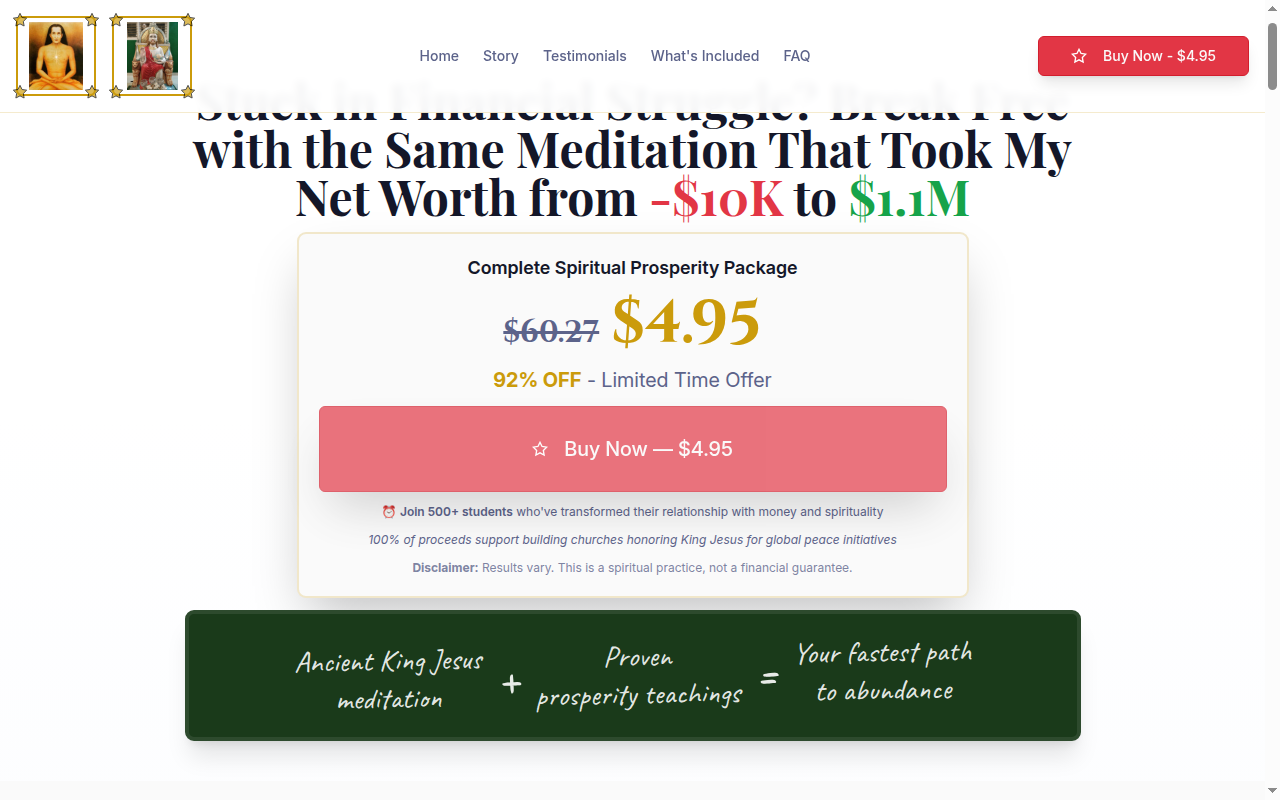 Home Story Testimonials What's Included FAQ
Buy Now - $4.95
Stuck in Financial Struggle? Break Free
with the Same Meditation That Took My
Net Worth from -$10K to $1.1M
Complete Spiritual Prosperity Package
$60.27 $4.95
92% OFF - Limited Time Offer
Buy Now — $4.95
⏰ Join 500+ students who've transformed their relationship with money and spirituality
100% of proceeds support building churches honoring King Jesus for global peace initiatives
Disclaimer: Results vary. This is a spiritual practice, not a financial guarantee.
Ancient King Jesus
meditation
+
Proven
prosperity teachings
=
Your fastest path
to abundance